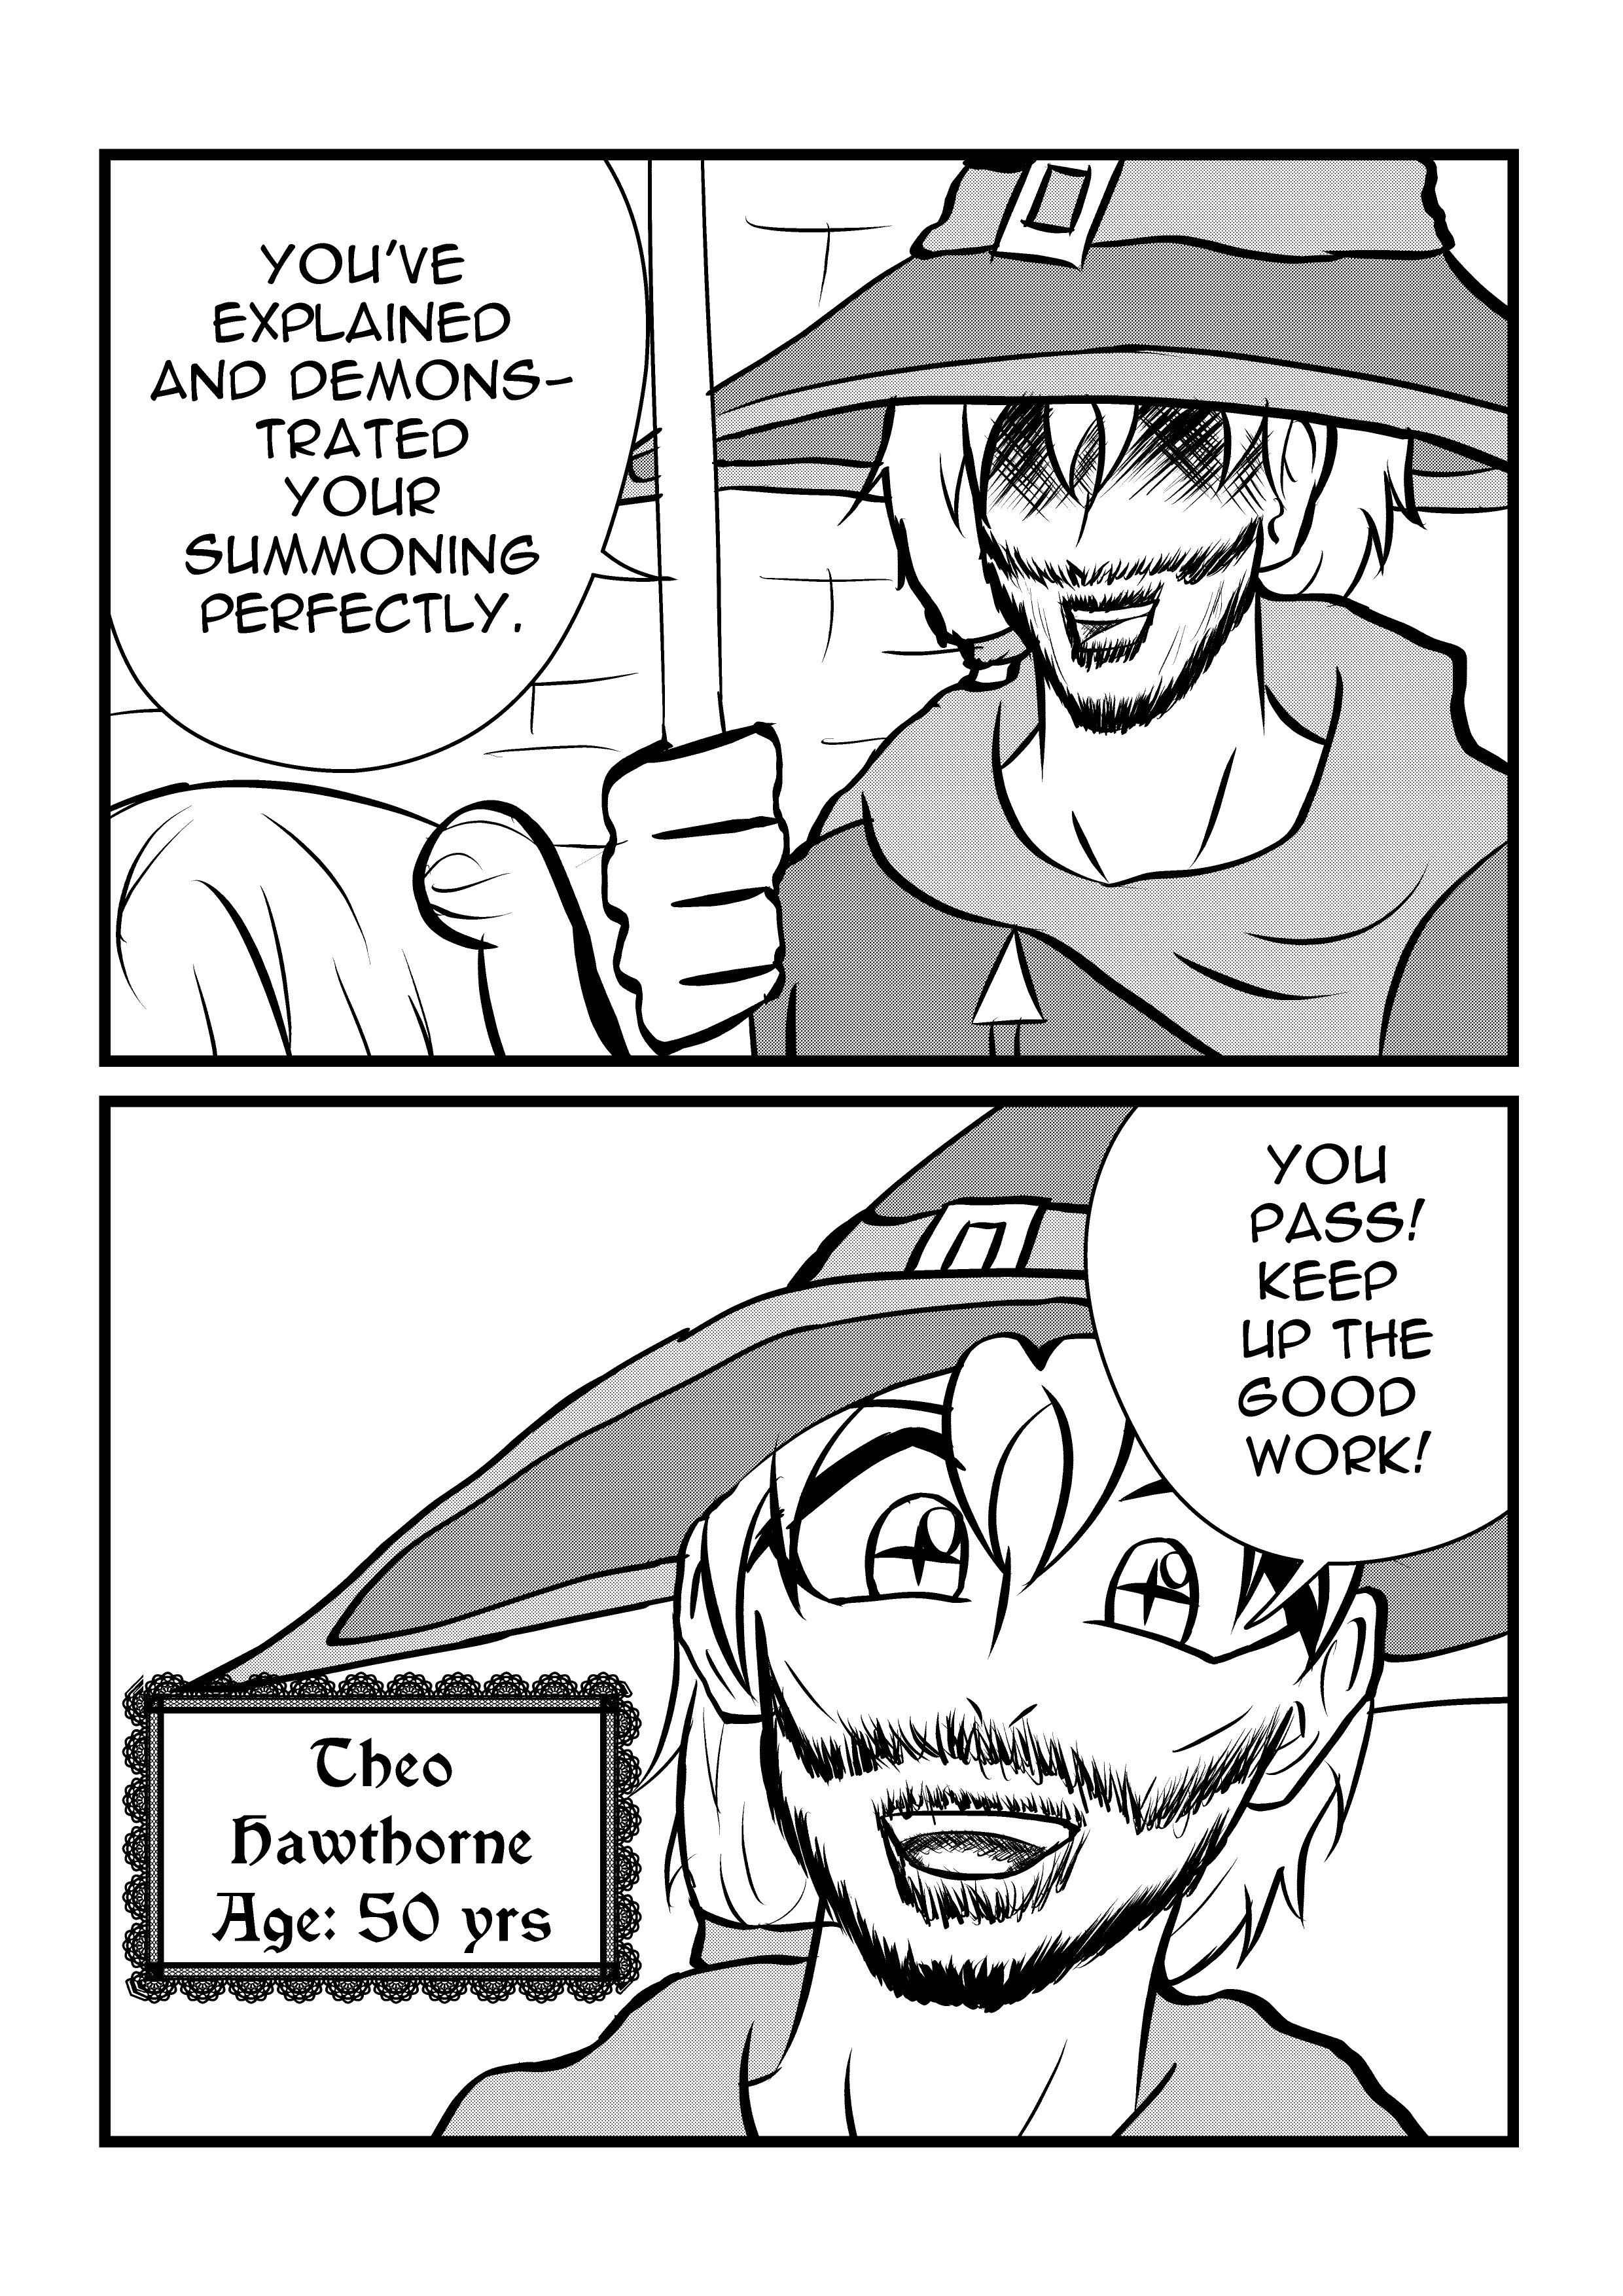 YOU'VE
EXPLAINED
AND DEMONS-
TRATED
YOUR
SUMMONING
PERFECTLY.
YOU
PASS!
KEEP
UP THE
GOOD
WORK!
Theo
Hawthorne
Age: 50 yrs